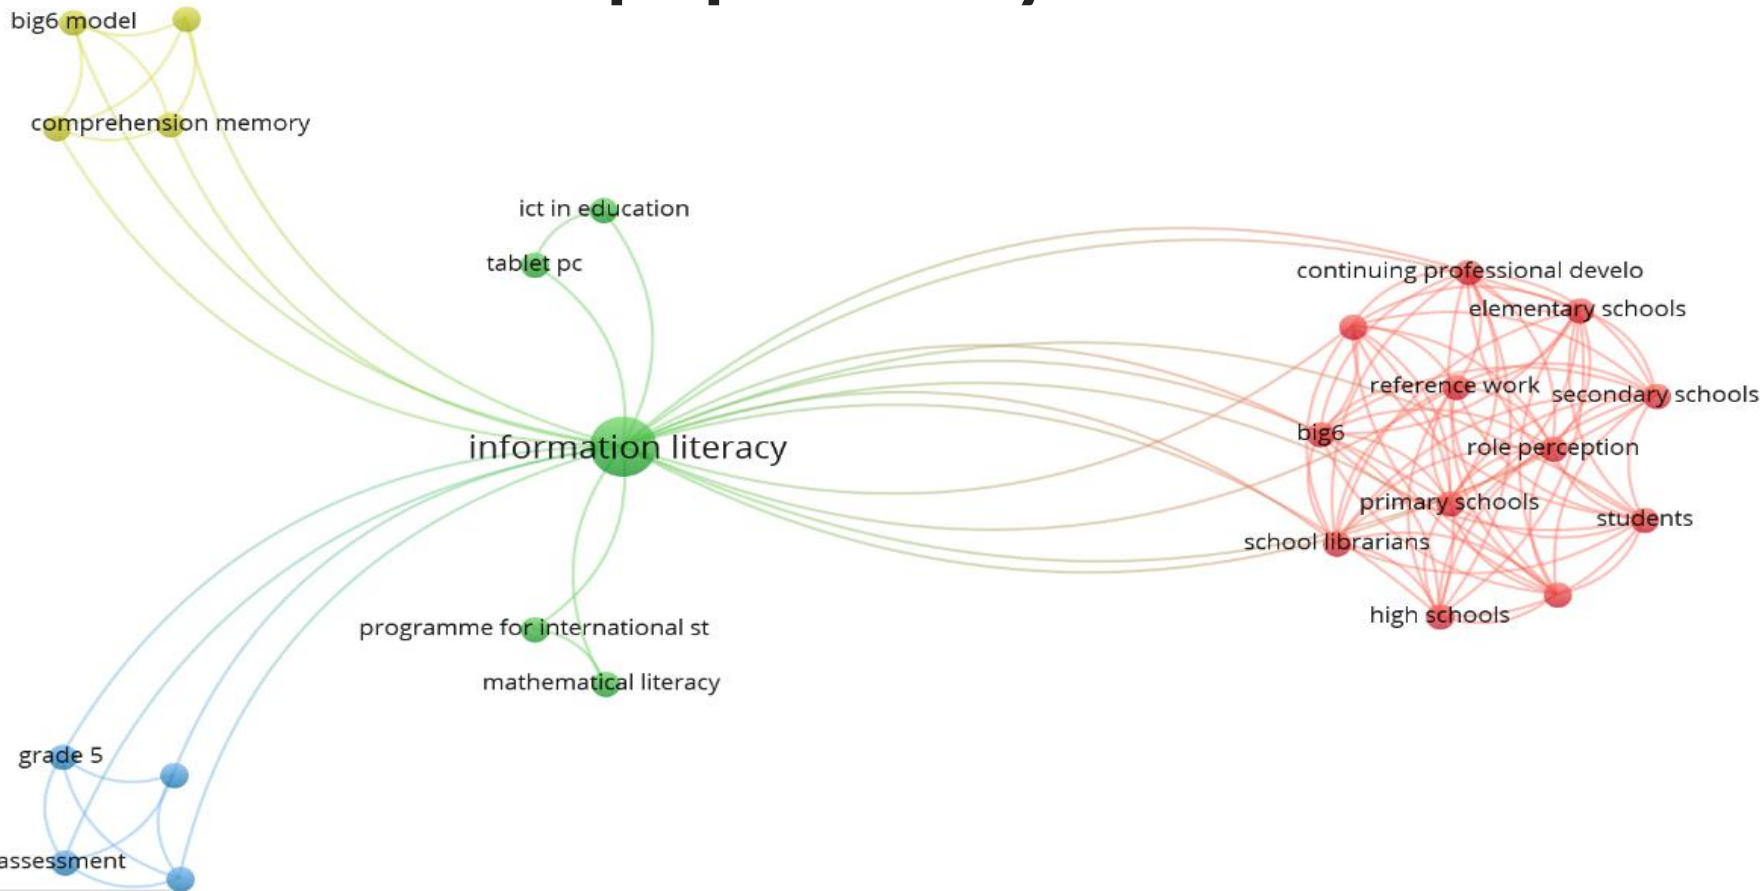 big6 model
comprehension memory
ict in education
tablet pc
information literacy
programme for international st
mathematical literacy
grade 5
assessment
continuing professional develo
elementary schools
reference work
secondary schools
big6
role perception
primary schools
students
school librarians
high schools